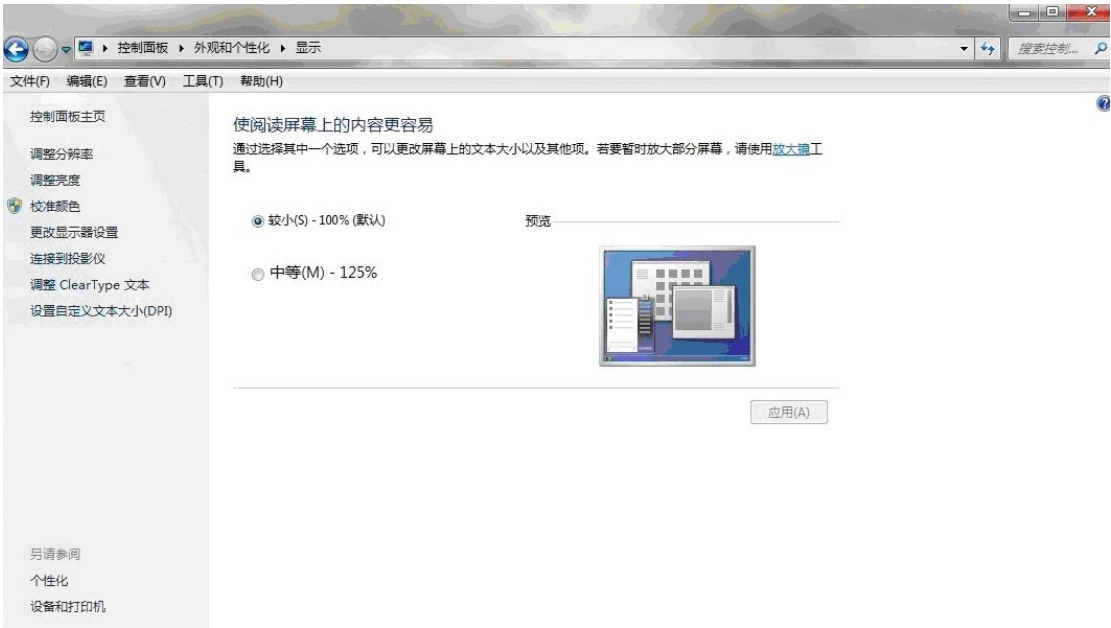 控制面板 ▸ 外观和个性化 ▸ 显示
搜索控制...
文件(F) 编辑(E) 查看(V) 工具(T) 帮助(H)
控制面板主页
调整分辨率
调整亮度
校准颜色
更改显示器设置
连接到投影仪
调整 ClearType 文本
设置自定义文本大小(DPI)
使阅读屏幕上的内容更容易
通过选择其中一个选项，可以更改屏幕上的文本大小以及其他项。若要暂时放大部分屏幕，请使用放大镜工
具。
较小(S) - 100% (默认)
预览
中等(M) - 125%
应用(A)
另请参阅
个性化
设备和打印机